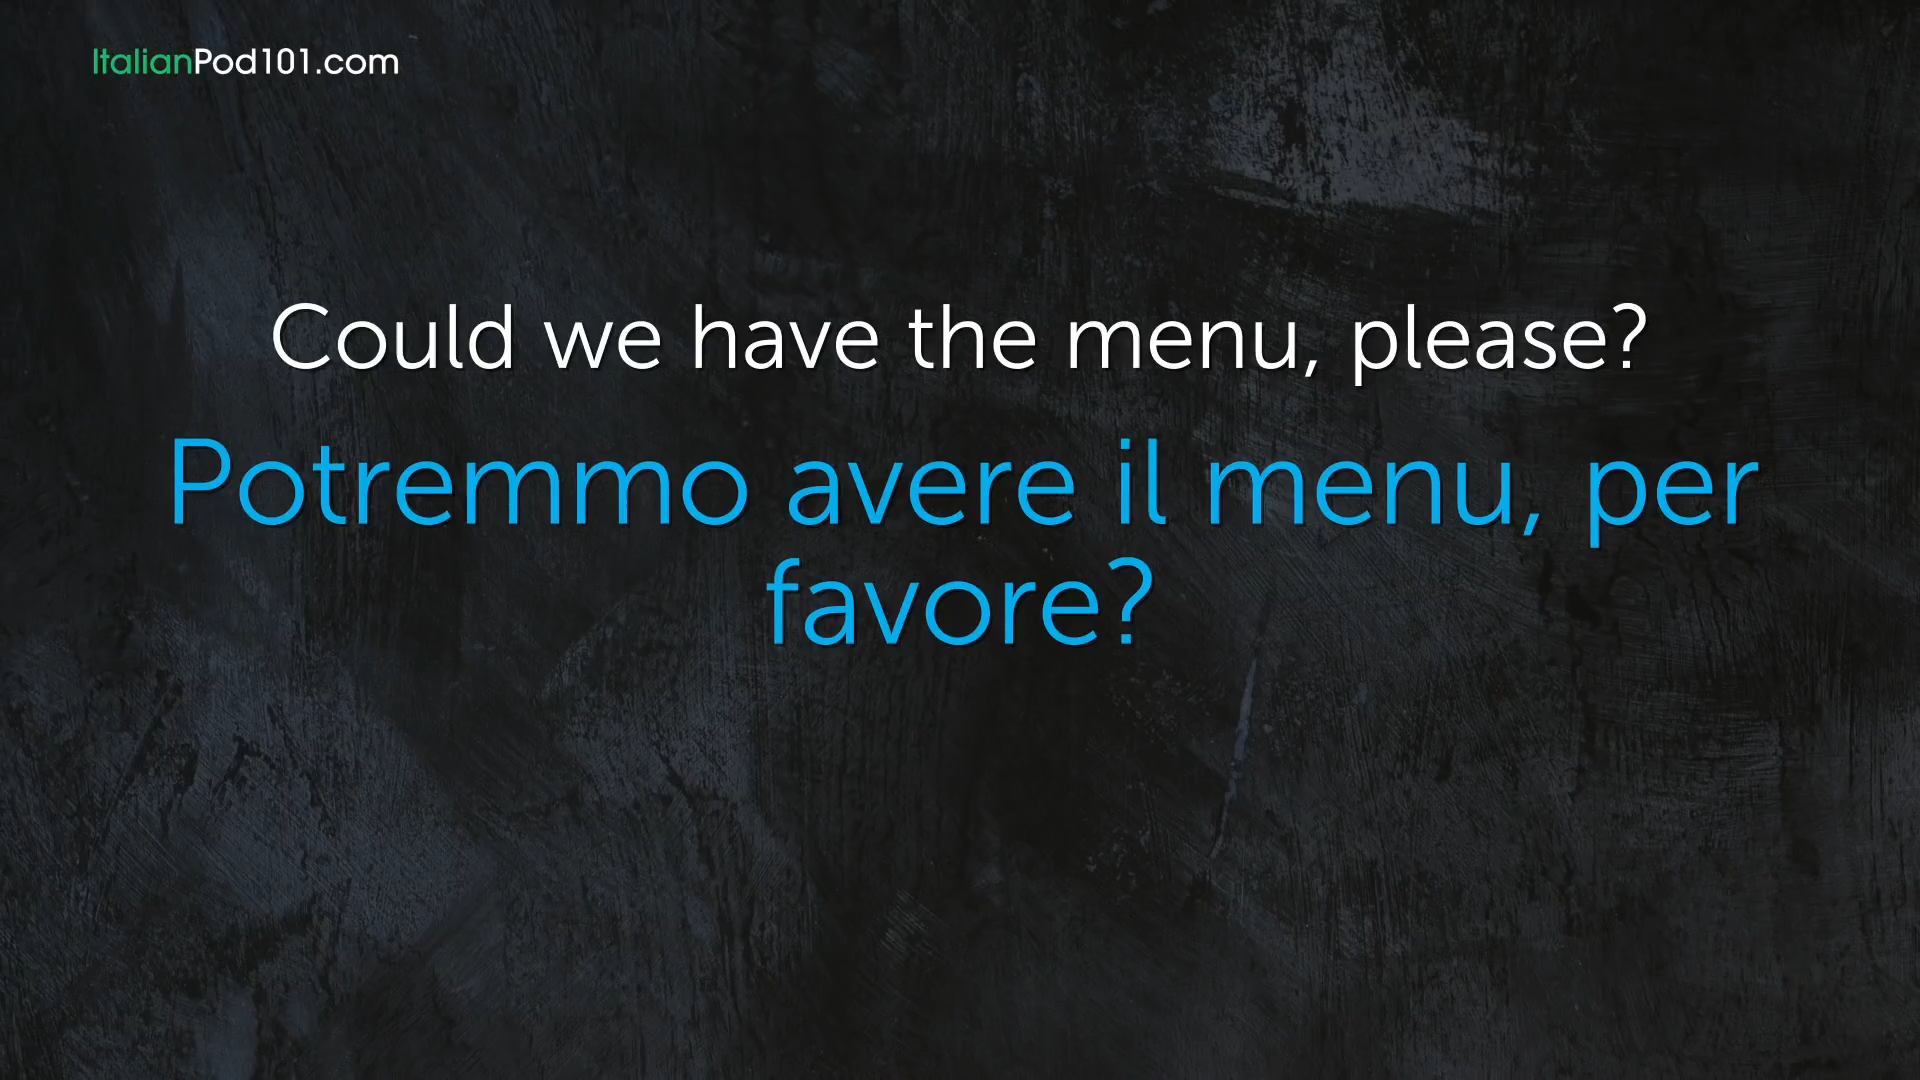 ItalianPod101.com
Could we have the menu, please?
Potremmo avere il menu, per
favore?